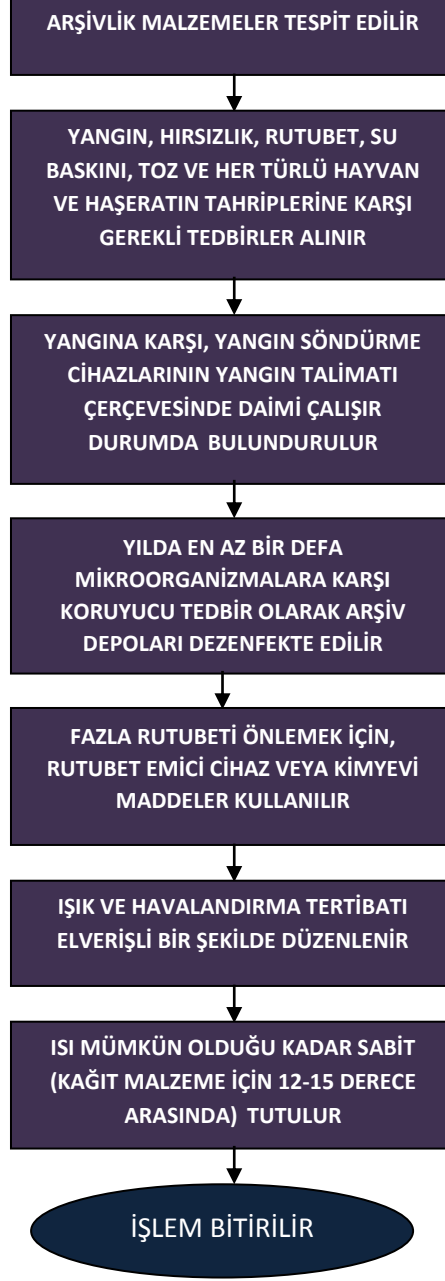 ARŞİVLİK MALZEMELER TESPİT EDİLİR
YANGIN, HIRSIZLIK, RUTUBET, SU
BASKINI, TOZ VE HER TÜRLÜ HAYVAN
VE HAŞERATIN TAHRİPLERİNE KARŞI
GEREKLİ TEDBİRLER ALINIR
YANGINA KARŞI, YANGIN SÖNDÜRME
CİHAZLARININ YANGIN TALİMATI
ÇERÇEVESİNDE DAİMİ ÇALIŞIR
DURUMDA BULUNDURULUR
YILDA EN AZ BİR DEFA
MİKROORGANİZMALARA KARŞI
KORUYUCU TEDBİR OLARAK ARŞİV
DEPOLARI DEZENFEKTE EDİLİR
FAZLA RUTUBETİ ÖNLEMEK İÇİN,
RUTUBET EMİCİ CİHAZ VEYA KİMYEVİ
MADDELER KULLANILIR
IŞIK VE HAVALANDIRMA TERTİBATI
ELVERİŞLİ BİR ŞEKİLDE DÜZENLENİR
ISI MÜMKÜN OLDUĞU KADAR SABİT
(KAĞIT MALZEME İÇİN 12-15 DERECE
ARASINDA) TUTULUR
İŞLEM BİTİRİLİR